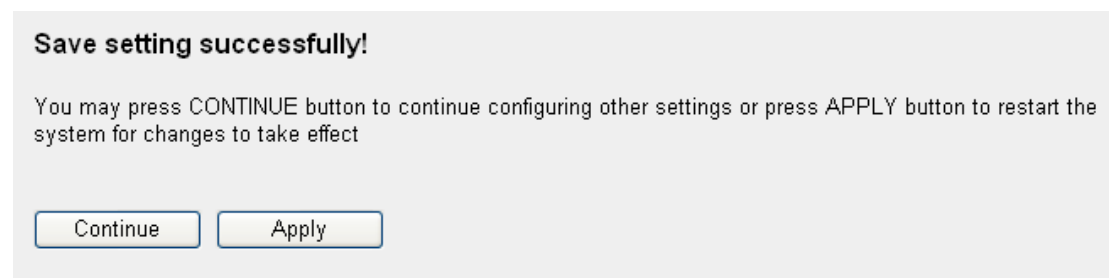 Save setting successfully!
You may press CONTINUE button to continue configuring other settings or press APPLY button to restart the
system for changes to take effect
Continue
Apply